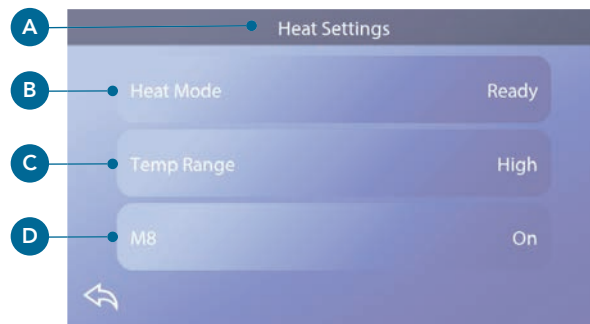 A Heat Settings
B Heat Mode Ready
C Temp Range High
D M8 On